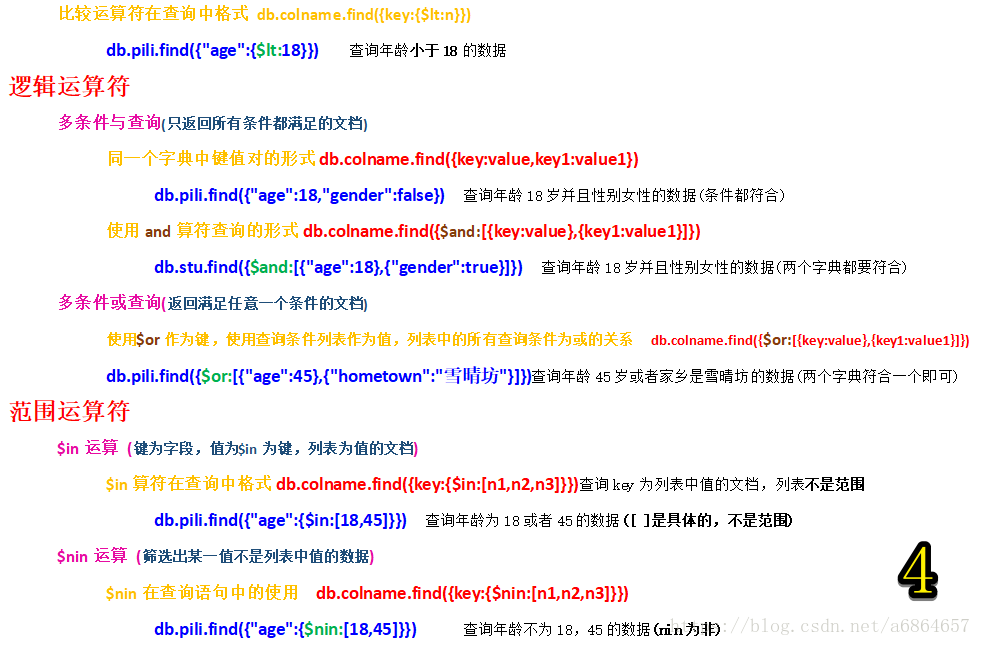 比较运算符在查询中格式 db.colname.find({key:{$lt:n}})
db.pili.find({"age":{$lt:18}}) 查询年龄小于 18 的数据
逻辑运算符
多条件与查询(只返回所有条件都满足的文档)
同一个字典中键值对的形式 db.colname.find({key:value,key1:value1})
db.pili.find({"age":18,"gender":false}) 查询年龄 18 岁并且性别女性的数据(条件都符合)
使用 and 算符查询的形式 db.colname.find({$and:[{key:value},{key1:value1}]})
db.stu.find({$and:[{"age":18},{"gender":true}]}) 查询年龄 18 岁并且性别女性的数据(两个字典都要符合)
多条件或查询(返回满足任意一个条件的文档)
使用$or 作为键，使用查询条件列表作为值，列表中的所有查询条件为或的关系 db.colname.find({$or:[{key:value},{key1:value1}]})
db.pili.find({$or:[{"age":45},{"hometown":"雪晴坊"}]})查询年龄 45 岁或者家乡是雪晴坊的数据(两个字典符合一个即可)
范围运算符
$in 运算 (键为字段，值为$in 为键，列表为值的文档)
$in 算符在查询中格式 db.colname.find({key:{$in:[n1,n2,n3]}})查询 key 为列表中值的文档，列表不是范围
db.pili.find({"age":{$in:[18,45]}}) 查询年龄为 18 或者 45 的数据([ ]是具体的，不是范围)
$nin 运算 (筛选出某一值不是列表中值的数据)
$nin 在查询语句中的使用 db.colname.find({key:{$nin:[n1,n2,n3]}})
db.pili.find({"age":{$nin:[18,45]}}) 查询年龄不为 18，45 的数据(nin 为非)
4
https://blog.csdn.net/a6864657